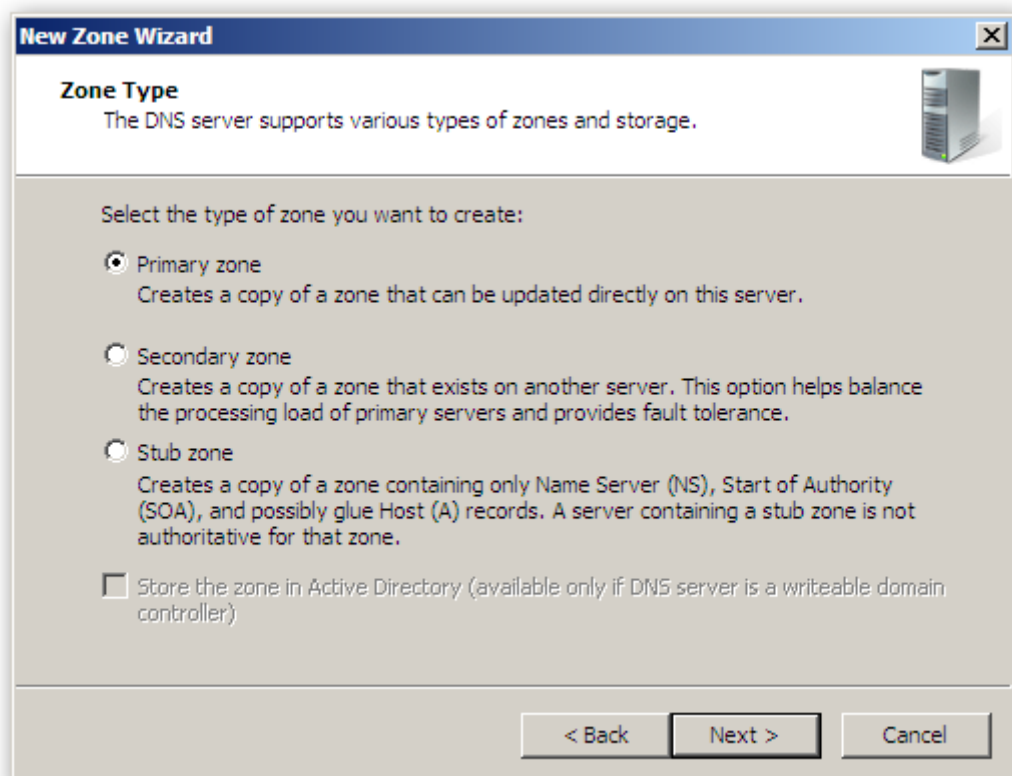 New Zone Wizard
Zone Type
The DNS server supports various types of zones and storage.
Select the type of zone you want to create:
Primary zone
Creates a copy of a zone that can be updated directly on this server.
Secondary zone
Creates a copy of a zone that exists on another server. This option helps balance
the processing load of primary servers and provides fault tolerance.
Stub zone
Creates a copy of a zone containing only Name Server (NS), Start of Authority
(SOA), and possibly glue Host (A) records. A server containing a stub zone is not
authoritative for that zone.
Store the zone in Active Directory (available only if DNS server is a writeable domain
controller)
< Back
Next >
Cancel